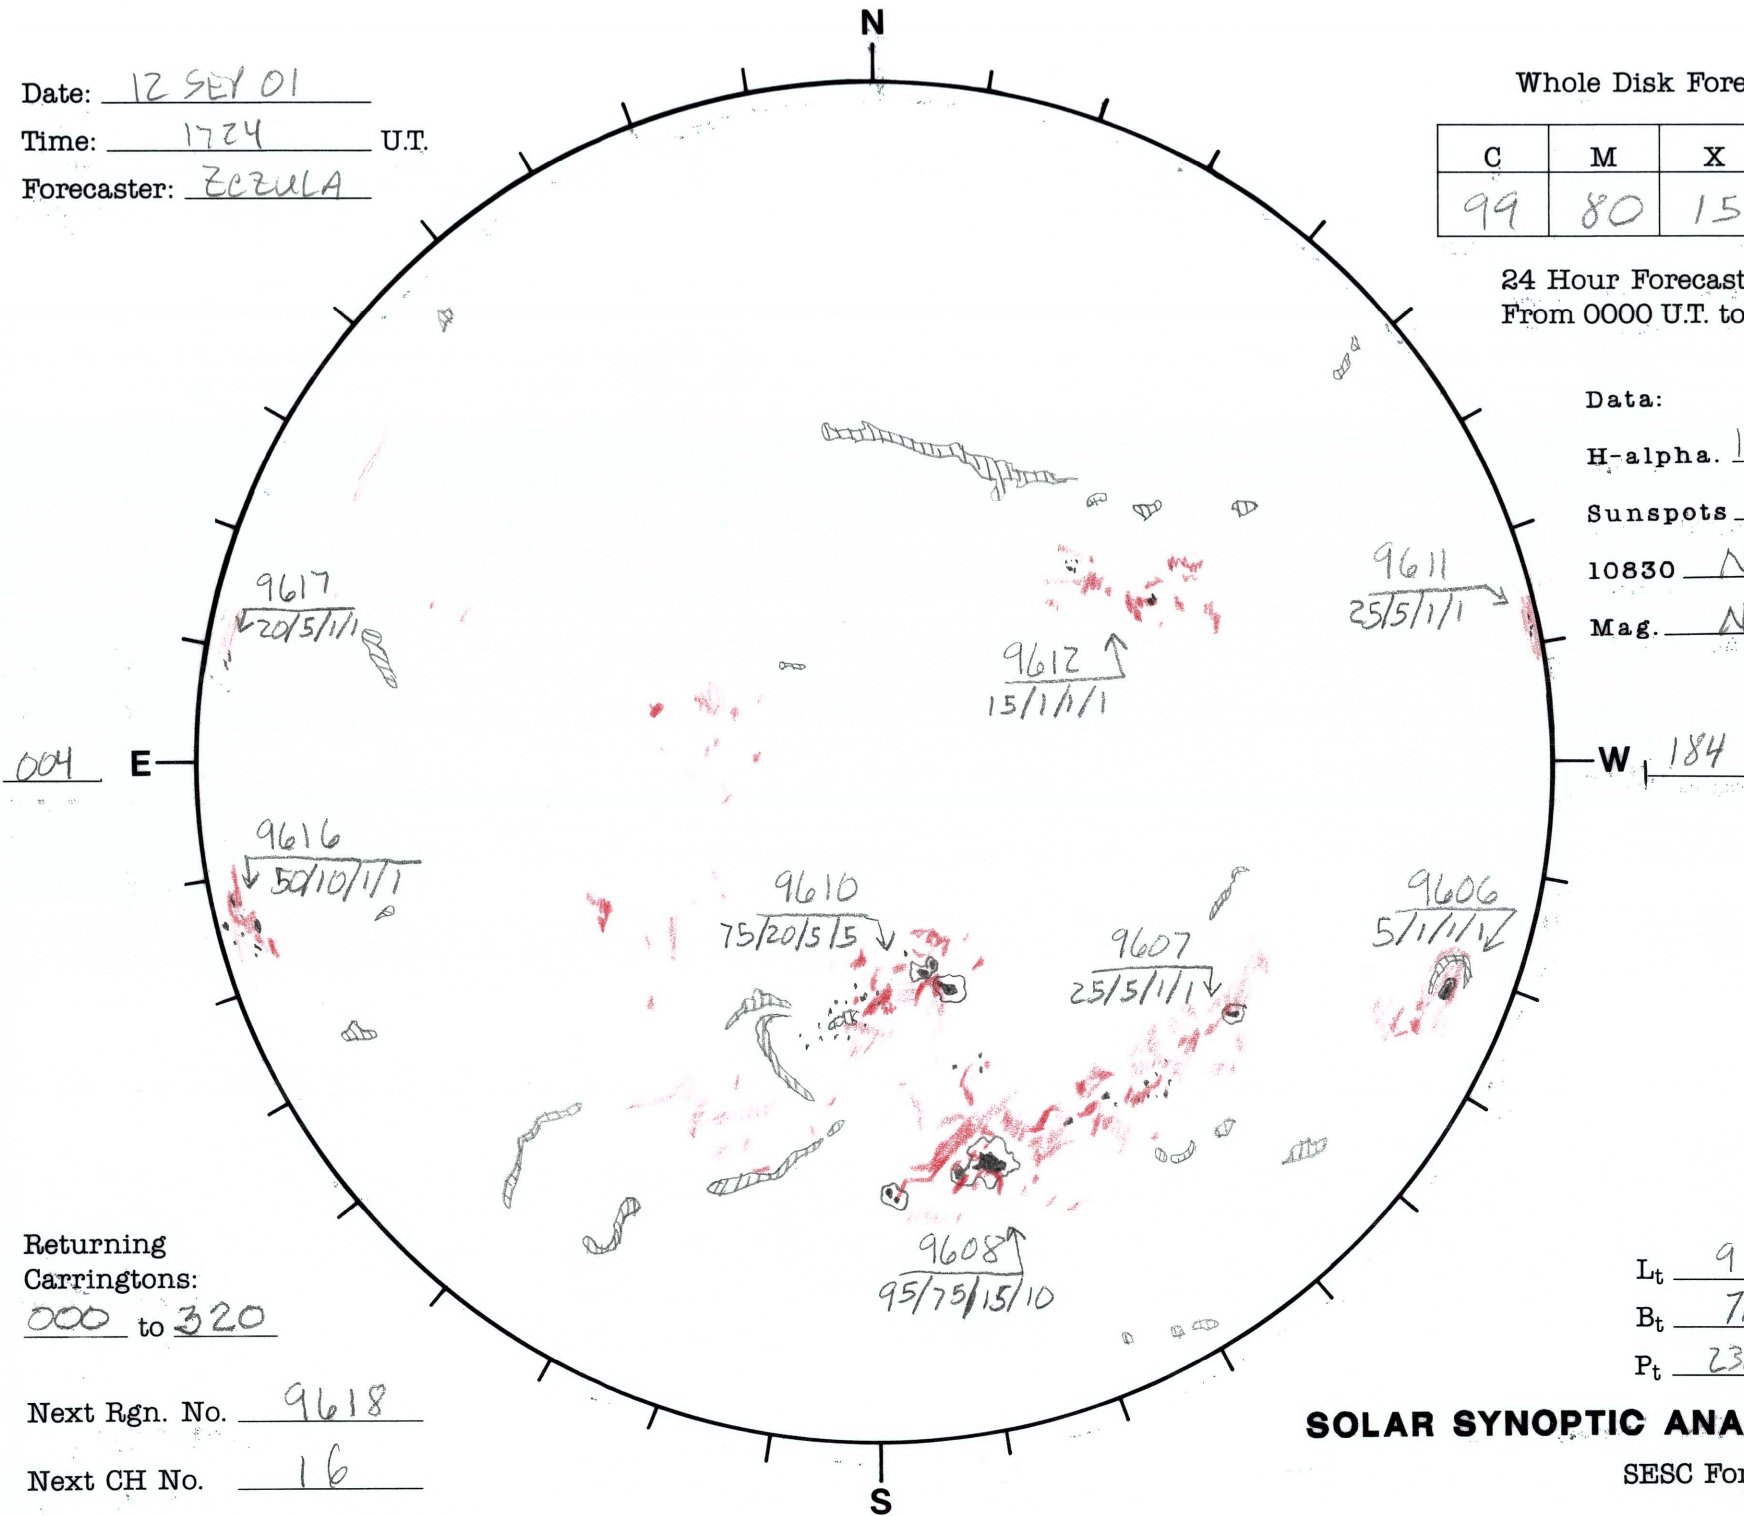 N
Date: 12 SEP 01
Time: 1724 U.T.
Forecaster: ZCZULA
Whole Disk Fore
C M X
99 80 15
24 Hour Forecast
From 0000 U.T. to
Data:
H-alpha.
Sunspots
10830 N
Mag. N
9617
20/5/1/1
9611
25/5/1/1
9612
15/1/1/1
004 E
W 184
9616
50/10/1/1
9610
75/20/5/5
9607
25/5/1/1
9606
5/1/1/1
9608
95/75/15/10
Returning
Carringtons:
000 to 320
Next Rgn. No. 9618
Next CH No. 16
Lt 9
Bt 7
Pt 23
SOLAR SYNOPTIC ANA
SESC For
S